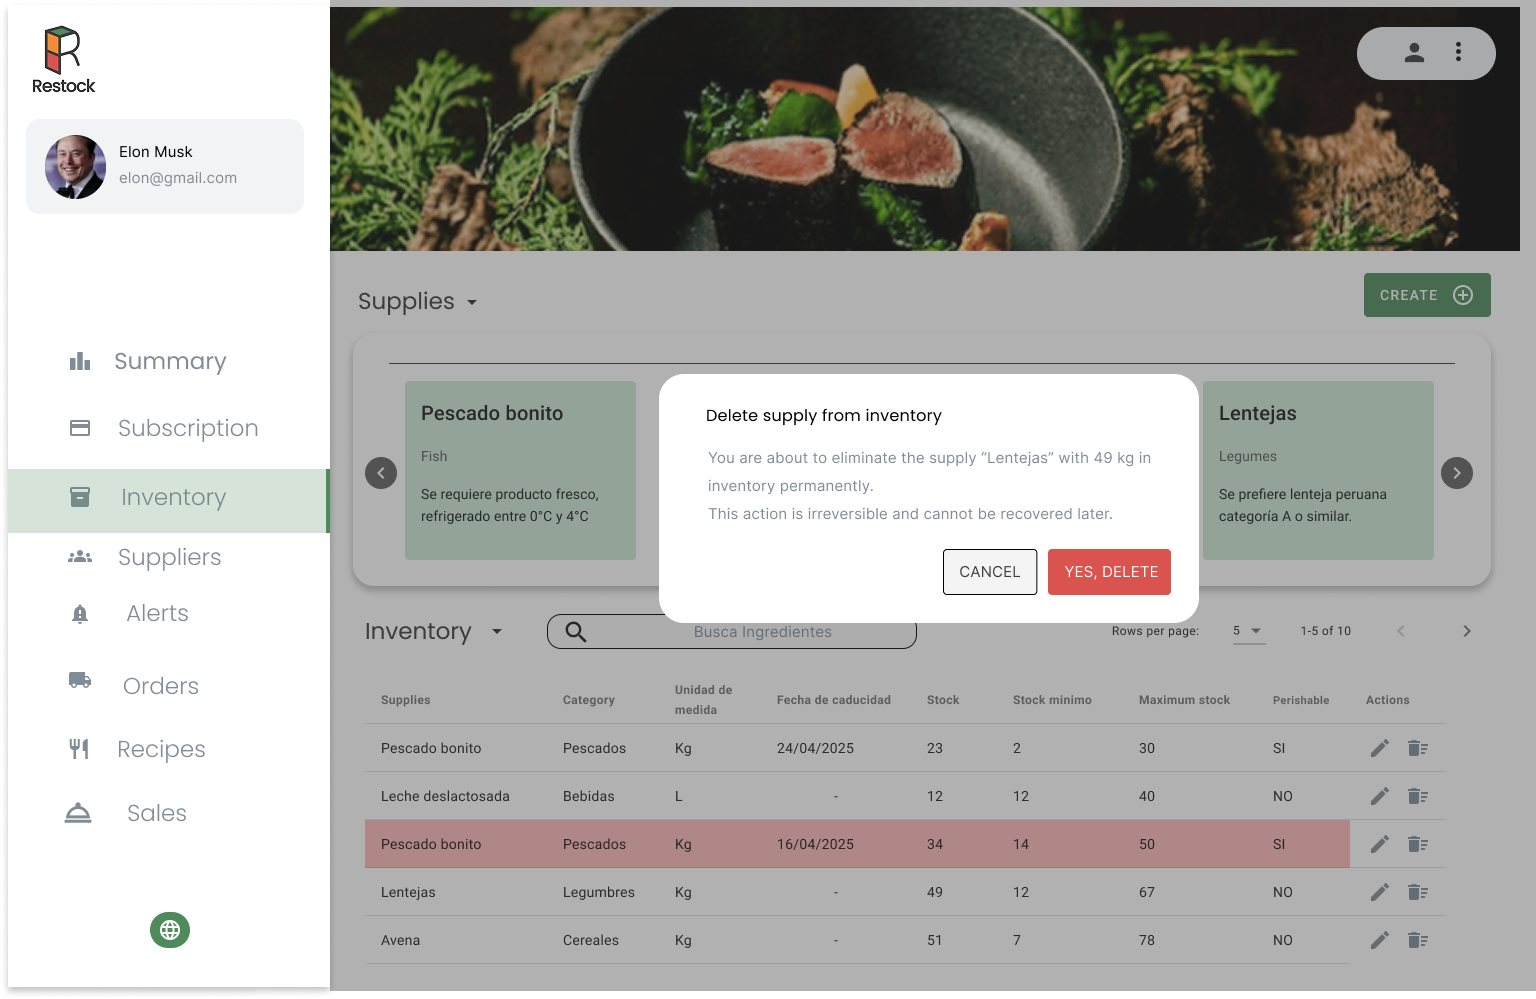 Restock
Elon Musk
elon@gmail.com
Summary
Subscription
Inventory
Suppliers
Alerts
Orders
Recipes
Sales
Supplies
CREATE
Pescado bonito
Fish
Se requiere producto fresco,
refrigerado entre 0°C y 4°C
Lentejas
Legumes
Se prefiere lenteja peruana
categoría A o similar.
Delete supply from inventory
You are about to eliminate the supply “Lentejas” with 49 kg in
inventory permanently.
This action is irreversible and cannot be recovered later.
CANCEL
YES, DELETE
Inventory
Busca Ingredientes
Rows per page: 5 1-5 of 10
Supplies Category Unidad de medida Fecha de caducidad Stock Stock minimo Maximum stock Perishable Actions
Pescado bonito Pescados Kg 24/04/2025 23 2 30 SI
Leche deslactosada Bebidas L - 12 12 40 NO
Pescado bonito Pescados Kg 16/04/2025 34 14 50 SI
Lentejas Legumbres Kg - 49 12 67 NO
Avena Cereales Kg - 51 7 78 NO